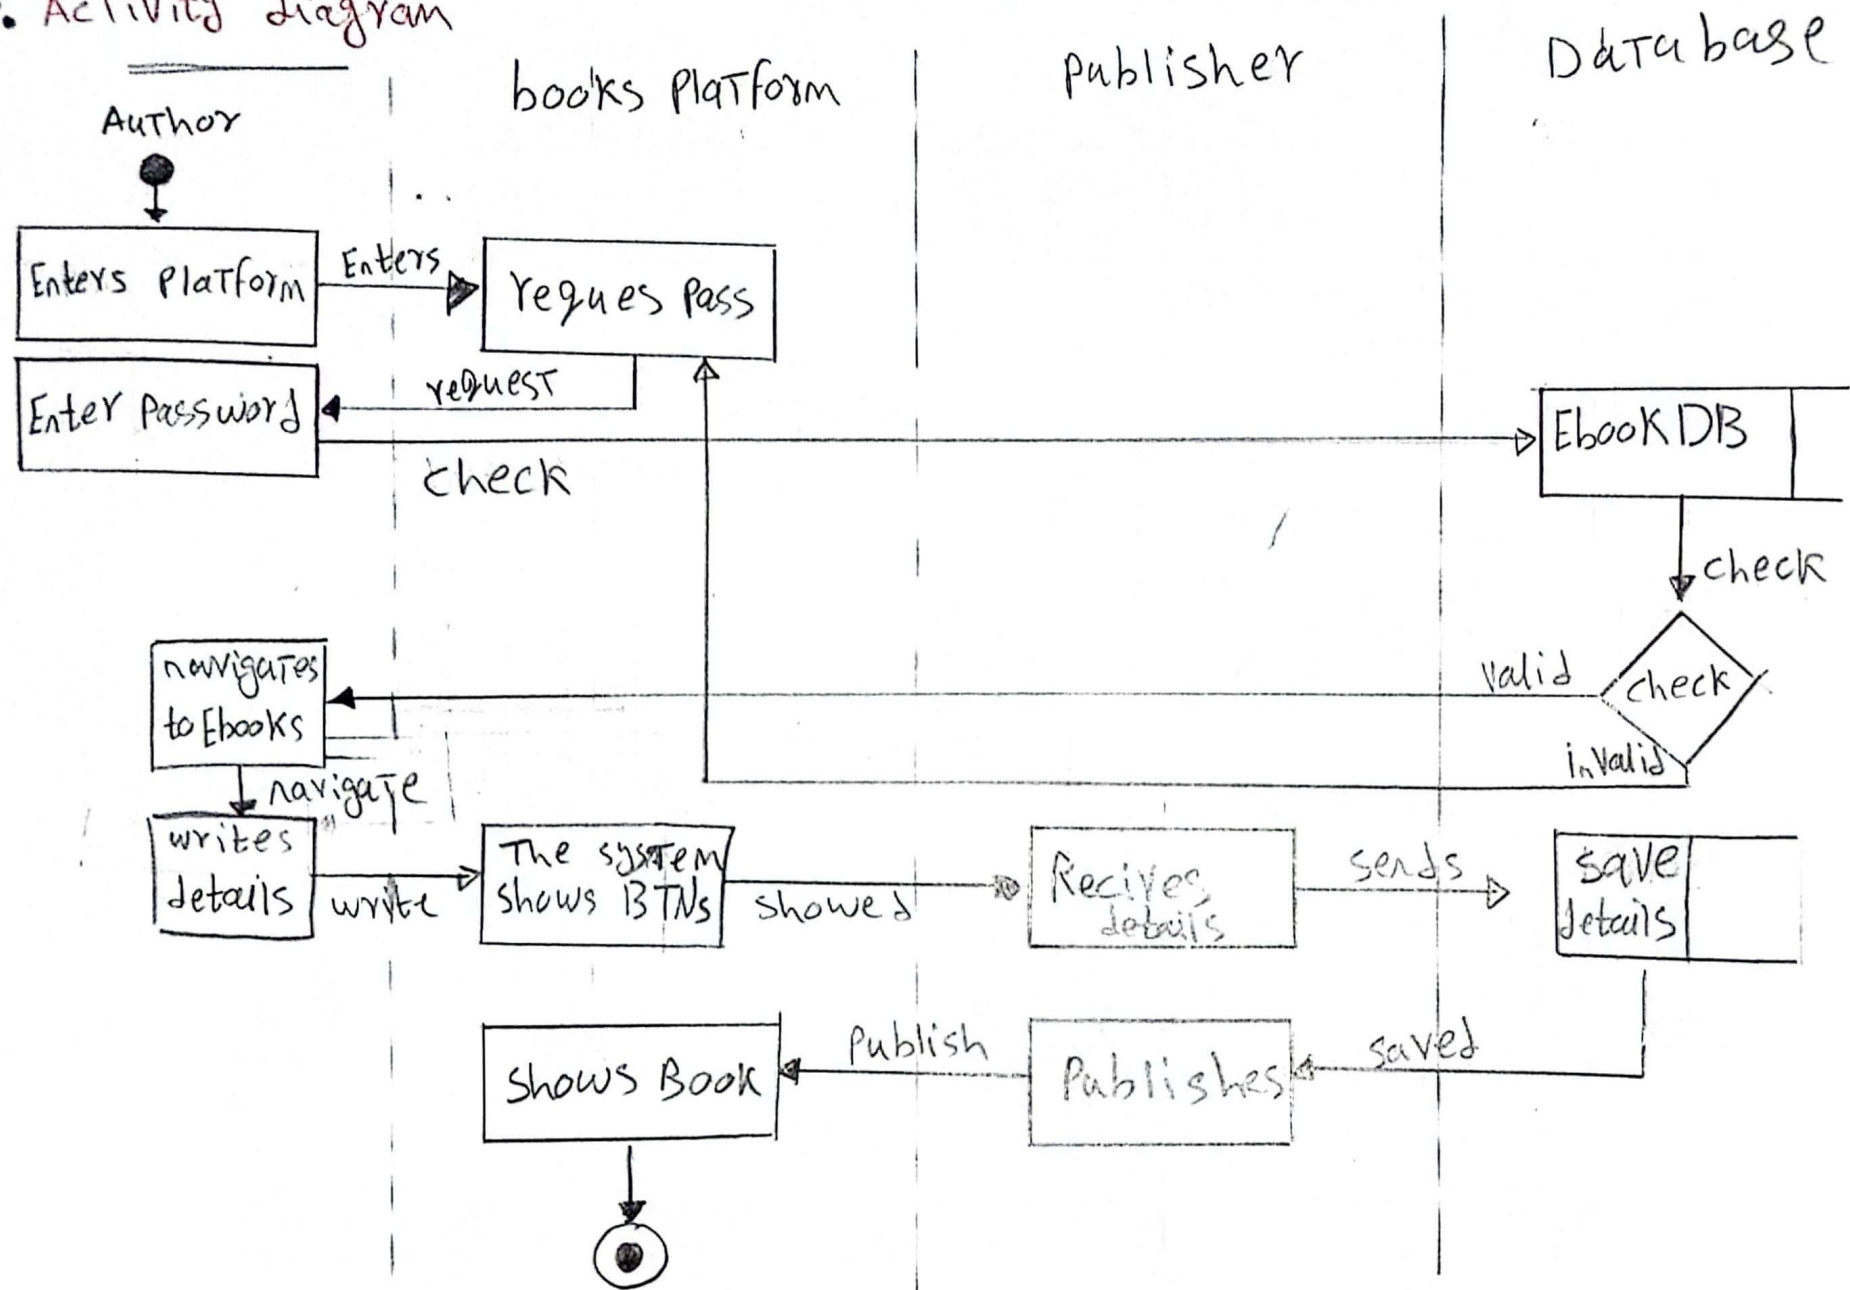 . Activity diagram
Author
books Platform
Publisher
Database
Enters Platform
Enters
reques Pass
request
Enter Password
check
Ebook DB
check
check
valid
invalid
navigates
to Ebooks
navigate
writes
details
write
The system
shows BTNs
showed
Recives
details
sends
save
details
saved
Publishes
Publish
shows Book